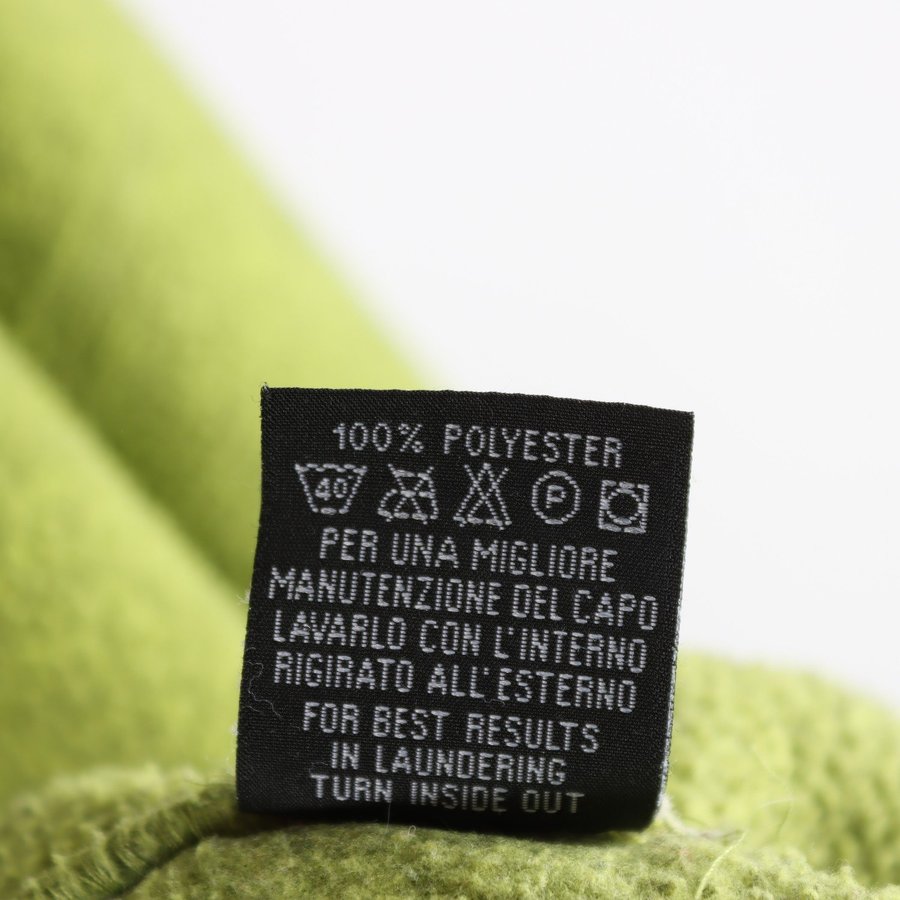 100% POLYESTER
40 P
PER UNA MIGLIORE
MANUTENZIONE DEL CAPO
LAVARLO CON L'INTERNO
RIGIRATO ALL'ESTERNO
FOR BEST RESULTS
IN LAUNDERING
TURN INSIDE OUT